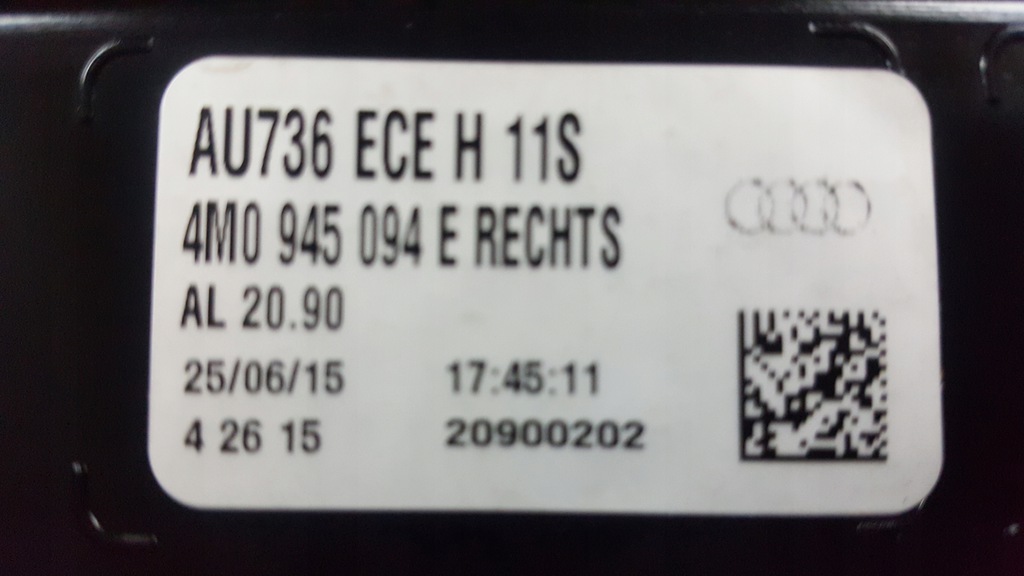 AU736 ECE H 11S
4M0 945 094 E RECHTS
AL 20.90
25/06/15 17:45:11
4 26 15 20900202